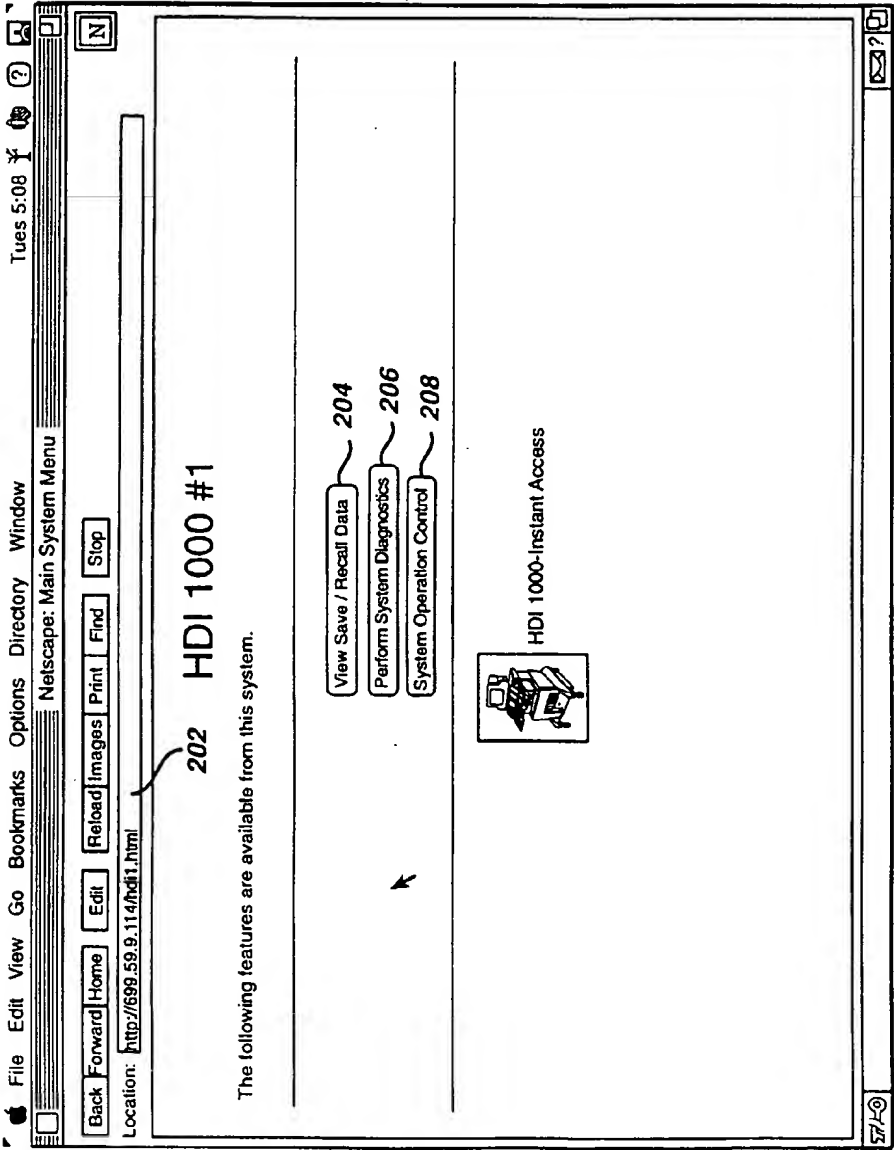 File Edit View Go Bookmarks Options Directory Window Tues 5:08 ?
Netscape: Main System Menu
Back Forward Home Edit Reload Images Print Find Stop N
Location: http://699.59.9.114/hdi1.html
202 HDI 1000 #1
The following features are available from this system.
View Save / Recall Data 204
Perform System Diagnostics 206
System Operation Control 208
HDI 1000-Instant Access
?